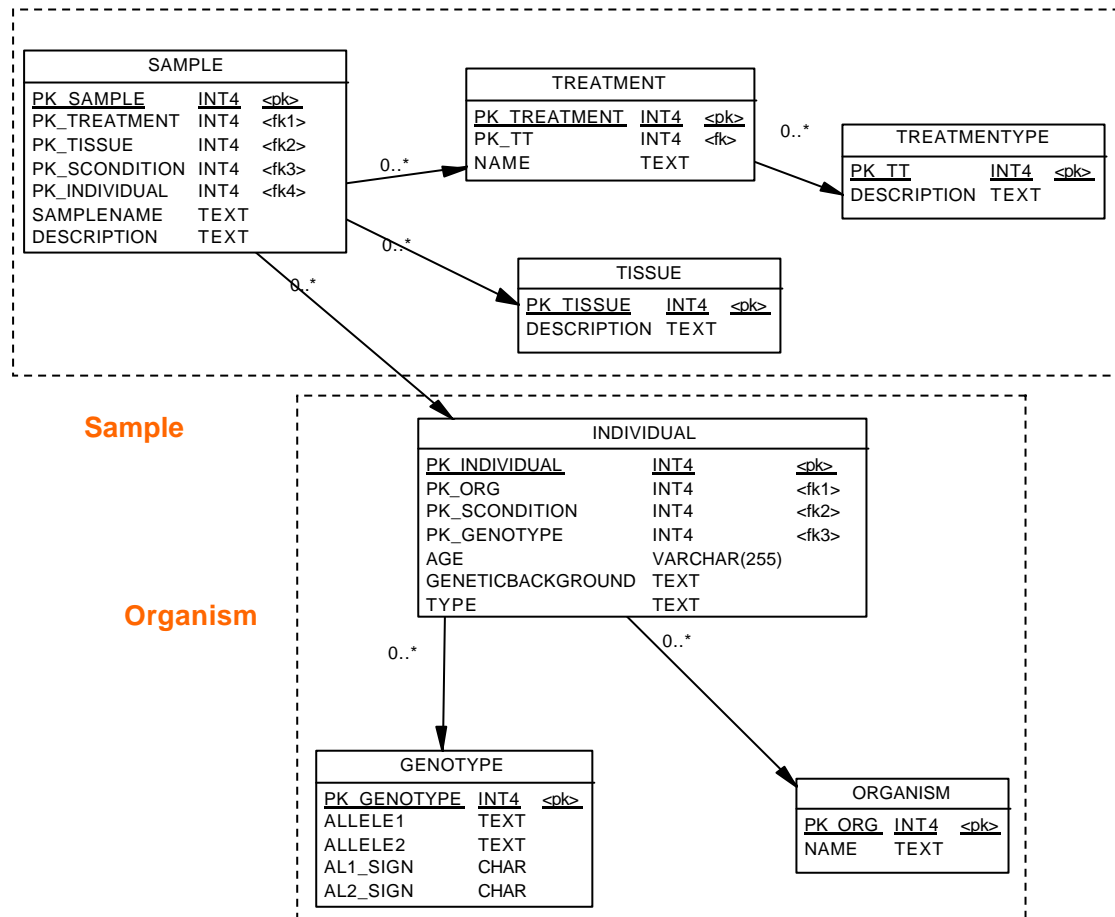 SAMPLE
PK_SAMPLE INT4 <pk>
PK_TREATMENT INT4 <fk1>
PK_TISSUE INT4 <fk2>
PK_SCONDITION INT4 <fk3>
PK_INDIVIDUAL INT4 <fk4>
SAMPLENAME TEXT
DESCRIPTION TEXT
0..*
TREATMENT
PK_TREATMENT INT4 <pk>
PK_TT INT4 <fk>
NAME TEXT
0..*
TREATMENTYPE
PK_TT INT4 <pk>
DESCRIPTION TEXT
0..*
TISSUE
PK_TISSUE INT4 <pk>
DESCRIPTION TEXT
0..*
Sample
INDIVIDUAL
PK_INDIVIDUAL INT4 <pk>
PK_ORG INT4 <fk1>
PK_SCONDITION INT4 <fk2>
PK_GENOTYPE INT4 <fk3>
AGE VARCHAR(255)
GENETICBACKGROUND TEXT
TYPE TEXT
Organism
0..*
0..*
GENOTYPE
PK_GENOTYPE INT4 <pk>
ALLELE1 TEXT
ALLELE2 TEXT
AL1_SIGN CHAR
AL2_SIGN CHAR
ORGANISM
PK_ORG INT4 <pk>
NAME TEXT